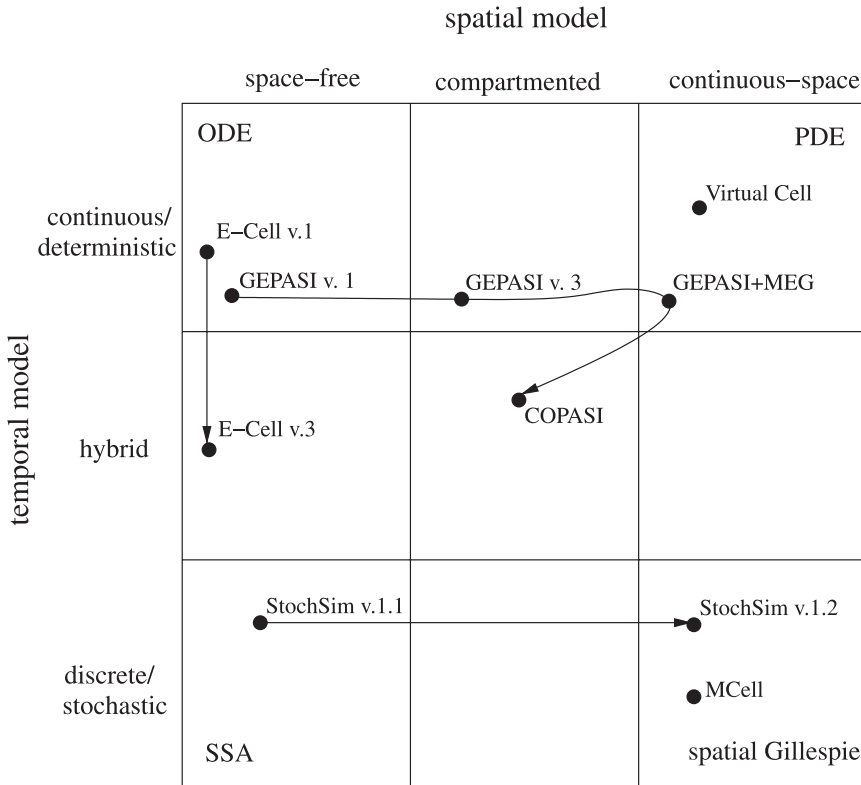 spatial model
space–free
compartmented
continuous–space
ODE
PDE
Virtual Cell
continuous/
deterministic
E–Cell v.1
GEPASI v. 1
GEPASI v. 3
GEPASI+MEG
temporal model
hybrid
E–Cell v.3
COPASI
StochSim v.1.1
StochSim v.1.2
discrete/
stochastic
MCell
SSA
spatial Gillespie